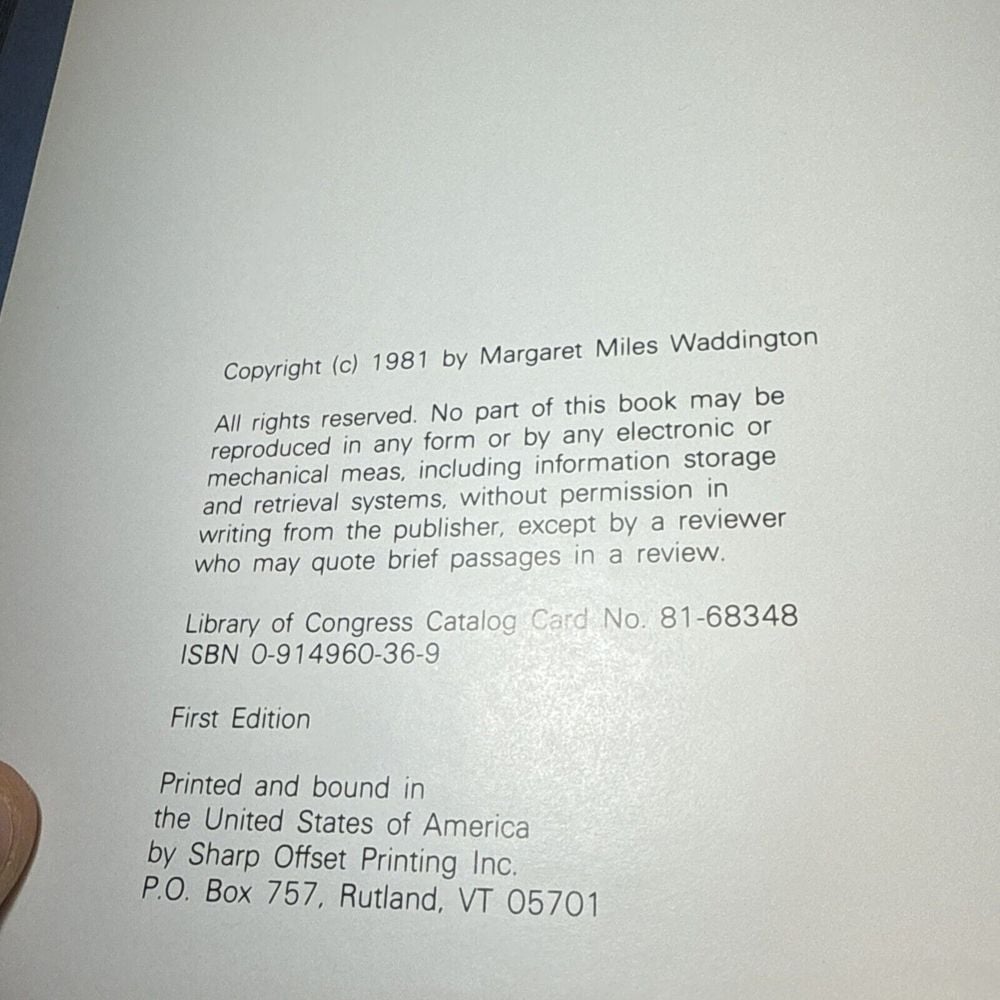 Copyright (c) 1981 by Margaret Miles Waddington
All rights reserved. No part of this book may be
reproduced in any form or by any electronic or
mechanical meas, including information storage
and retrieval systems, without permission in
writing from the publisher, except by a reviewer
who may quote brief passages in a review.
Library of Congress Catalog Card No. 81-68348
ISBN 0-914960-36-9
First Edition
Printed and bound in
the United States of America
by Sharp Offset Printing Inc.
P.O. Box 757, Rutland, VT 05701